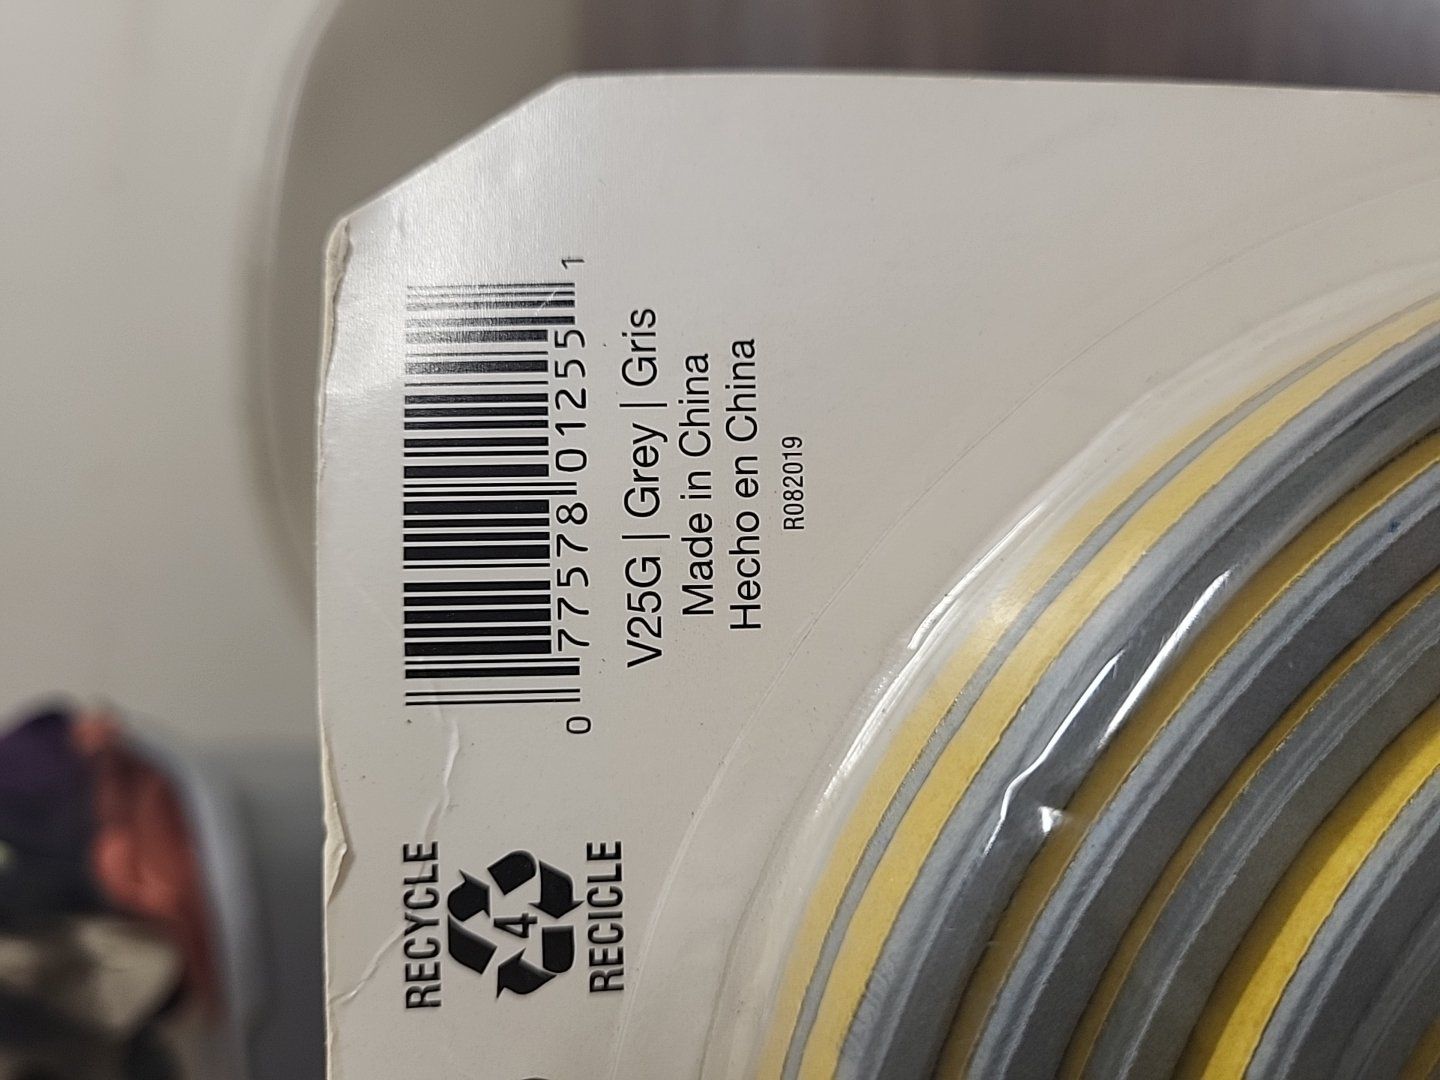 RECYCLE
4
RECICLE
0 77578 01255 1
V25G | Grey | Gris
Made in China
Hecho en China
R082019